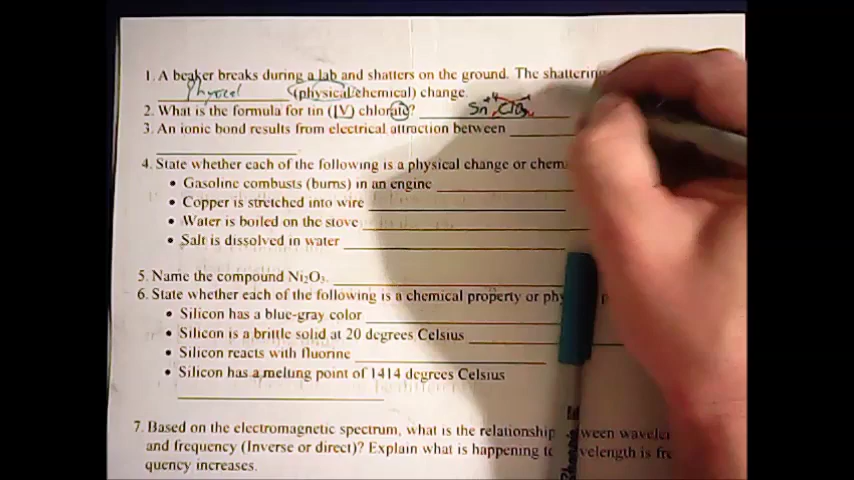 1. A beaker breaks during a lab and shatters on the ground. The shattering
Physical (physical/chemical) change.
2. What is the formula for tin (IV) chlorate? Sn+4 ClO3-1
3. An ionic bond results from electrical attraction between
4. State whether each of the following is a physical change or chem
• Gasoline combusts (burns) in an engine
• Copper is stretched into wire
• Water is boiled on the stove
• Salt is dissolved in water
5. Name the compound Ni₂O₃.
6. State whether each of the following is a chemical property or phy
• Silicon has a blue-gray color
• Silicon is a brittle solid at 20 degrees Celsius
• Silicon reacts with fluorine
• Silicon has a melting point of 1414 degrees Celsius
7. Based on the electromagnetic spectrum, what is the relationship between wavele
and frequency (Inverse or direct)? Explain what is happening to velength is fre
quency increases.